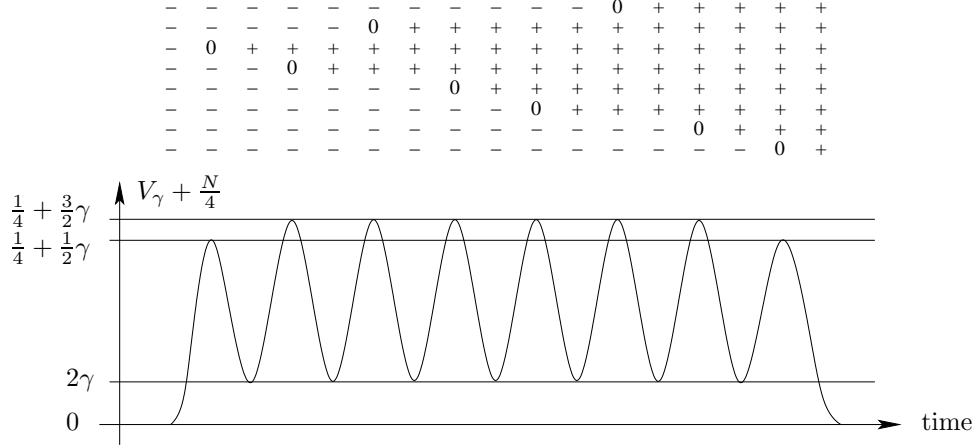 − − − − − − − − − − − 0 + + + + +
− − − − − 0 + + + + + + + + + + +
− 0 + + + + + + + + + + + + + + +
− − − 0 + + + + + + + + + + + + +
− − − − − − − 0 + + + + + + + + +
− − − − − − − − − 0 + + + + + + +
− − − − − − − − − − − − − 0 + + +
− − − − − − − − − − − − − − − 0 +
V_γ + N/4
1/4 + 3/2 γ
1/4 + 1/2 γ
2γ
0
time